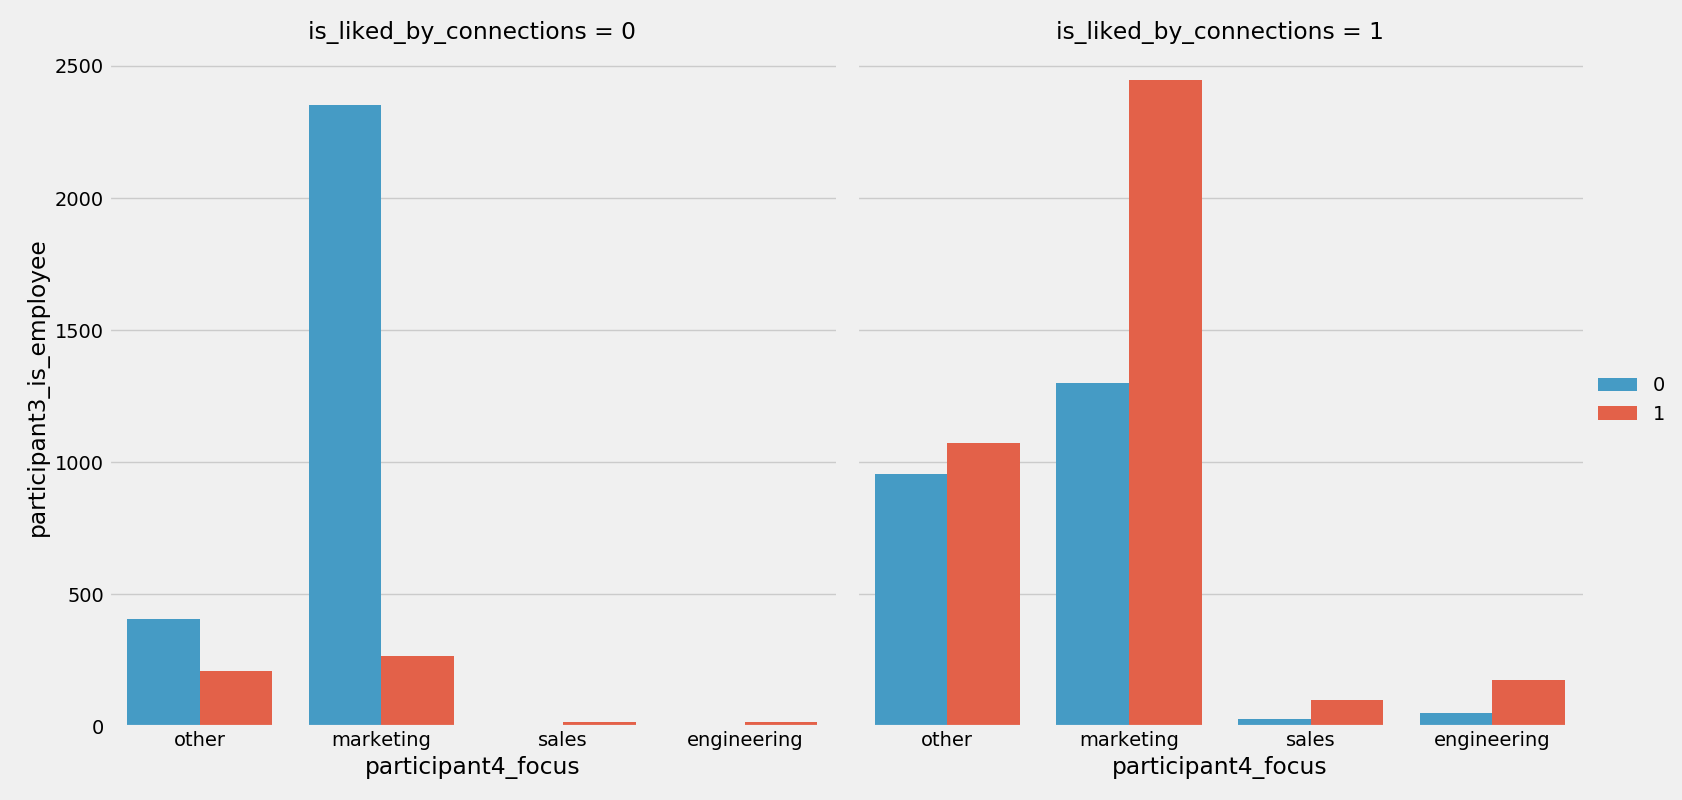 is_liked_by_connections = 0
is_liked_by_connections = 1
participant3_is_employee
2500
2000
1500
1000
500
0
other
marketing
sales
engineering
participant4_focus
other
marketing
sales
engineering
participant4_focus
0
1